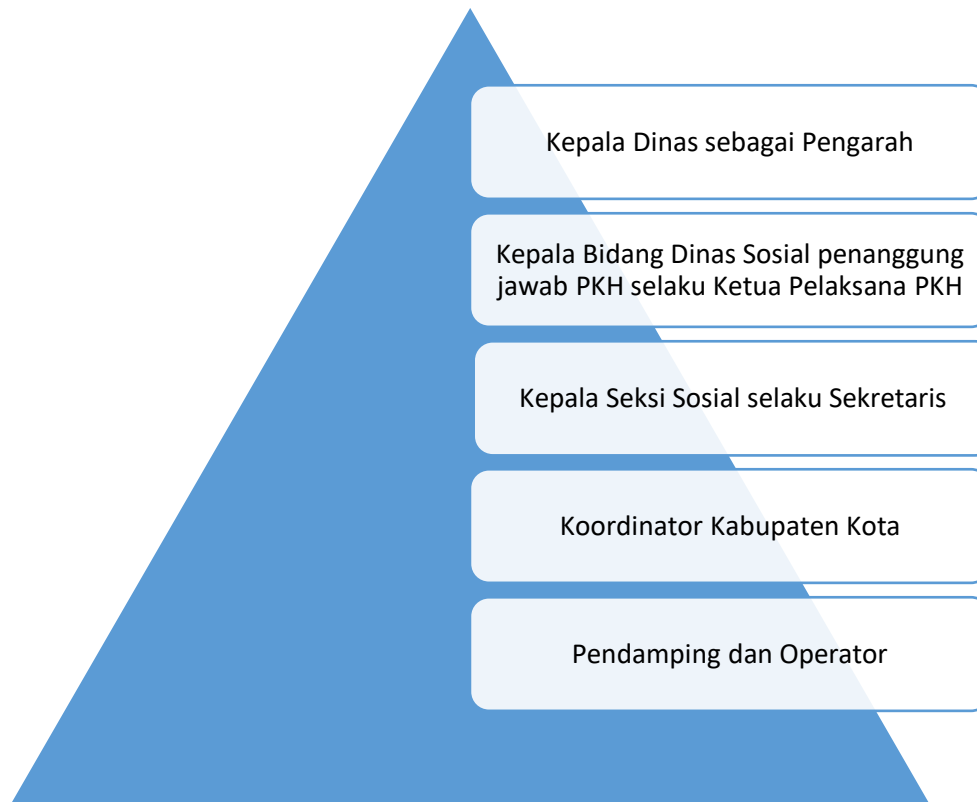 Kepala Dinas sebagai Pengarah
Kepala Bidang Dinas Sosial penanggung
jawab PKH selaku Ketua Pelaksana PKH
Kepala Seksi Sosial selaku Sekretaris
Koordinator Kabupaten Kota
Pendamping dan Operator